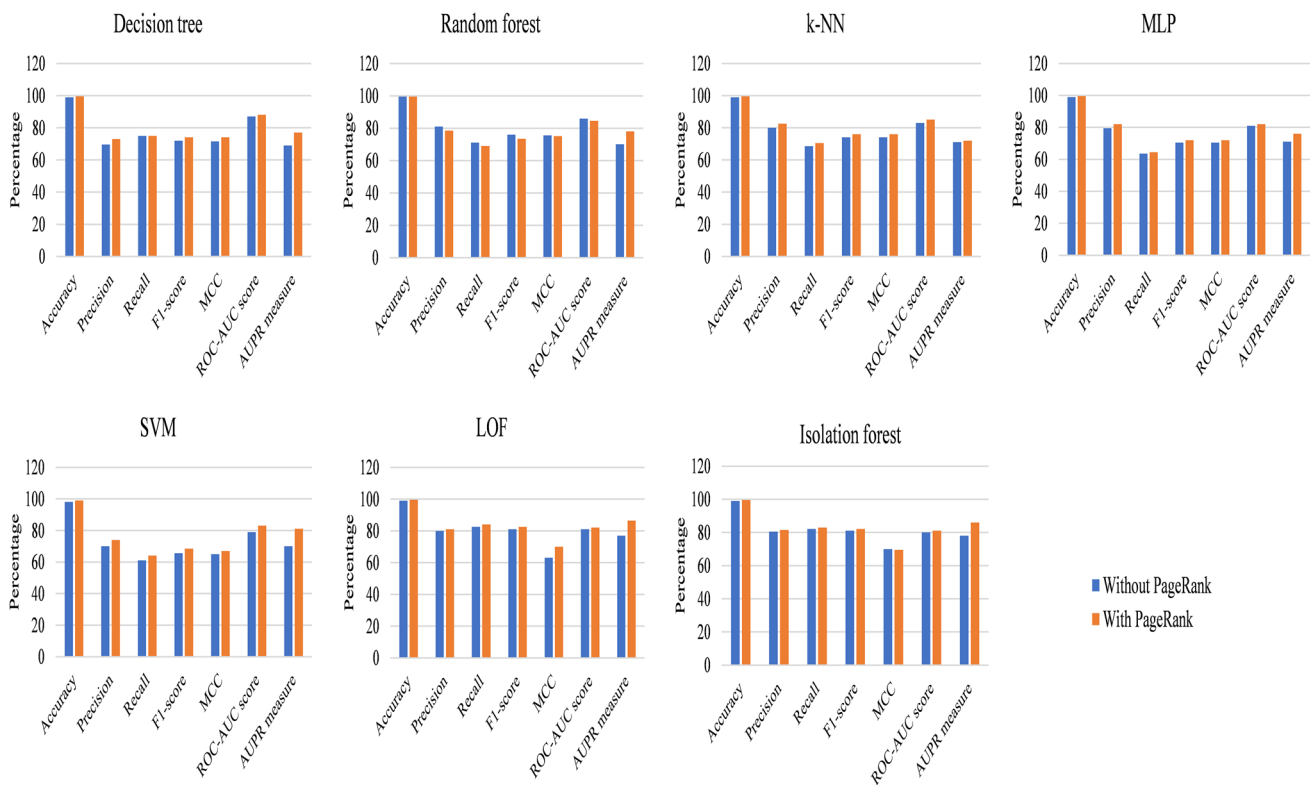 Decision tree
Percentage
120
100
80
60
40
20
0
Accuracy
Precision
Recall
F1-score
MCC
ROC-AUC score
AUPR measure
Random forest
Percentage
120
100
80
60
40
20
0
Accuracy
Precision
Recall
F1-score
MCC
ROC-AUC score
AUPR measure
k-NN
Percentage
120
100
80
60
40
20
0
Accuracy
Precision
Recall
F1-score
MCC
ROC-AUC score
AUPR measure
MLP
Percentage
120
100
80
60
40
20
0
Accuracy
Precision
Recall
F1-score
MCC
ROC-AUC score
AUPR measure
SVM
Percentage
120
100
80
60
40
20
0
Accuracy
Precision
Recall
F1-score
MCC
ROC-AUC score
AUPR measure
LOF
Percentage
120
100
80
60
40
20
0
Accuracy
Precision
Recall
F1-score
MCC
ROC-AUC score
AUPR measure
Isolation forest
Percentage
120
100
80
60
40
20
0
Accuracy
Precision
Recall
F1-score
MCC
ROC-AUC score
AUPR measure
Without PageRank
With PageRank